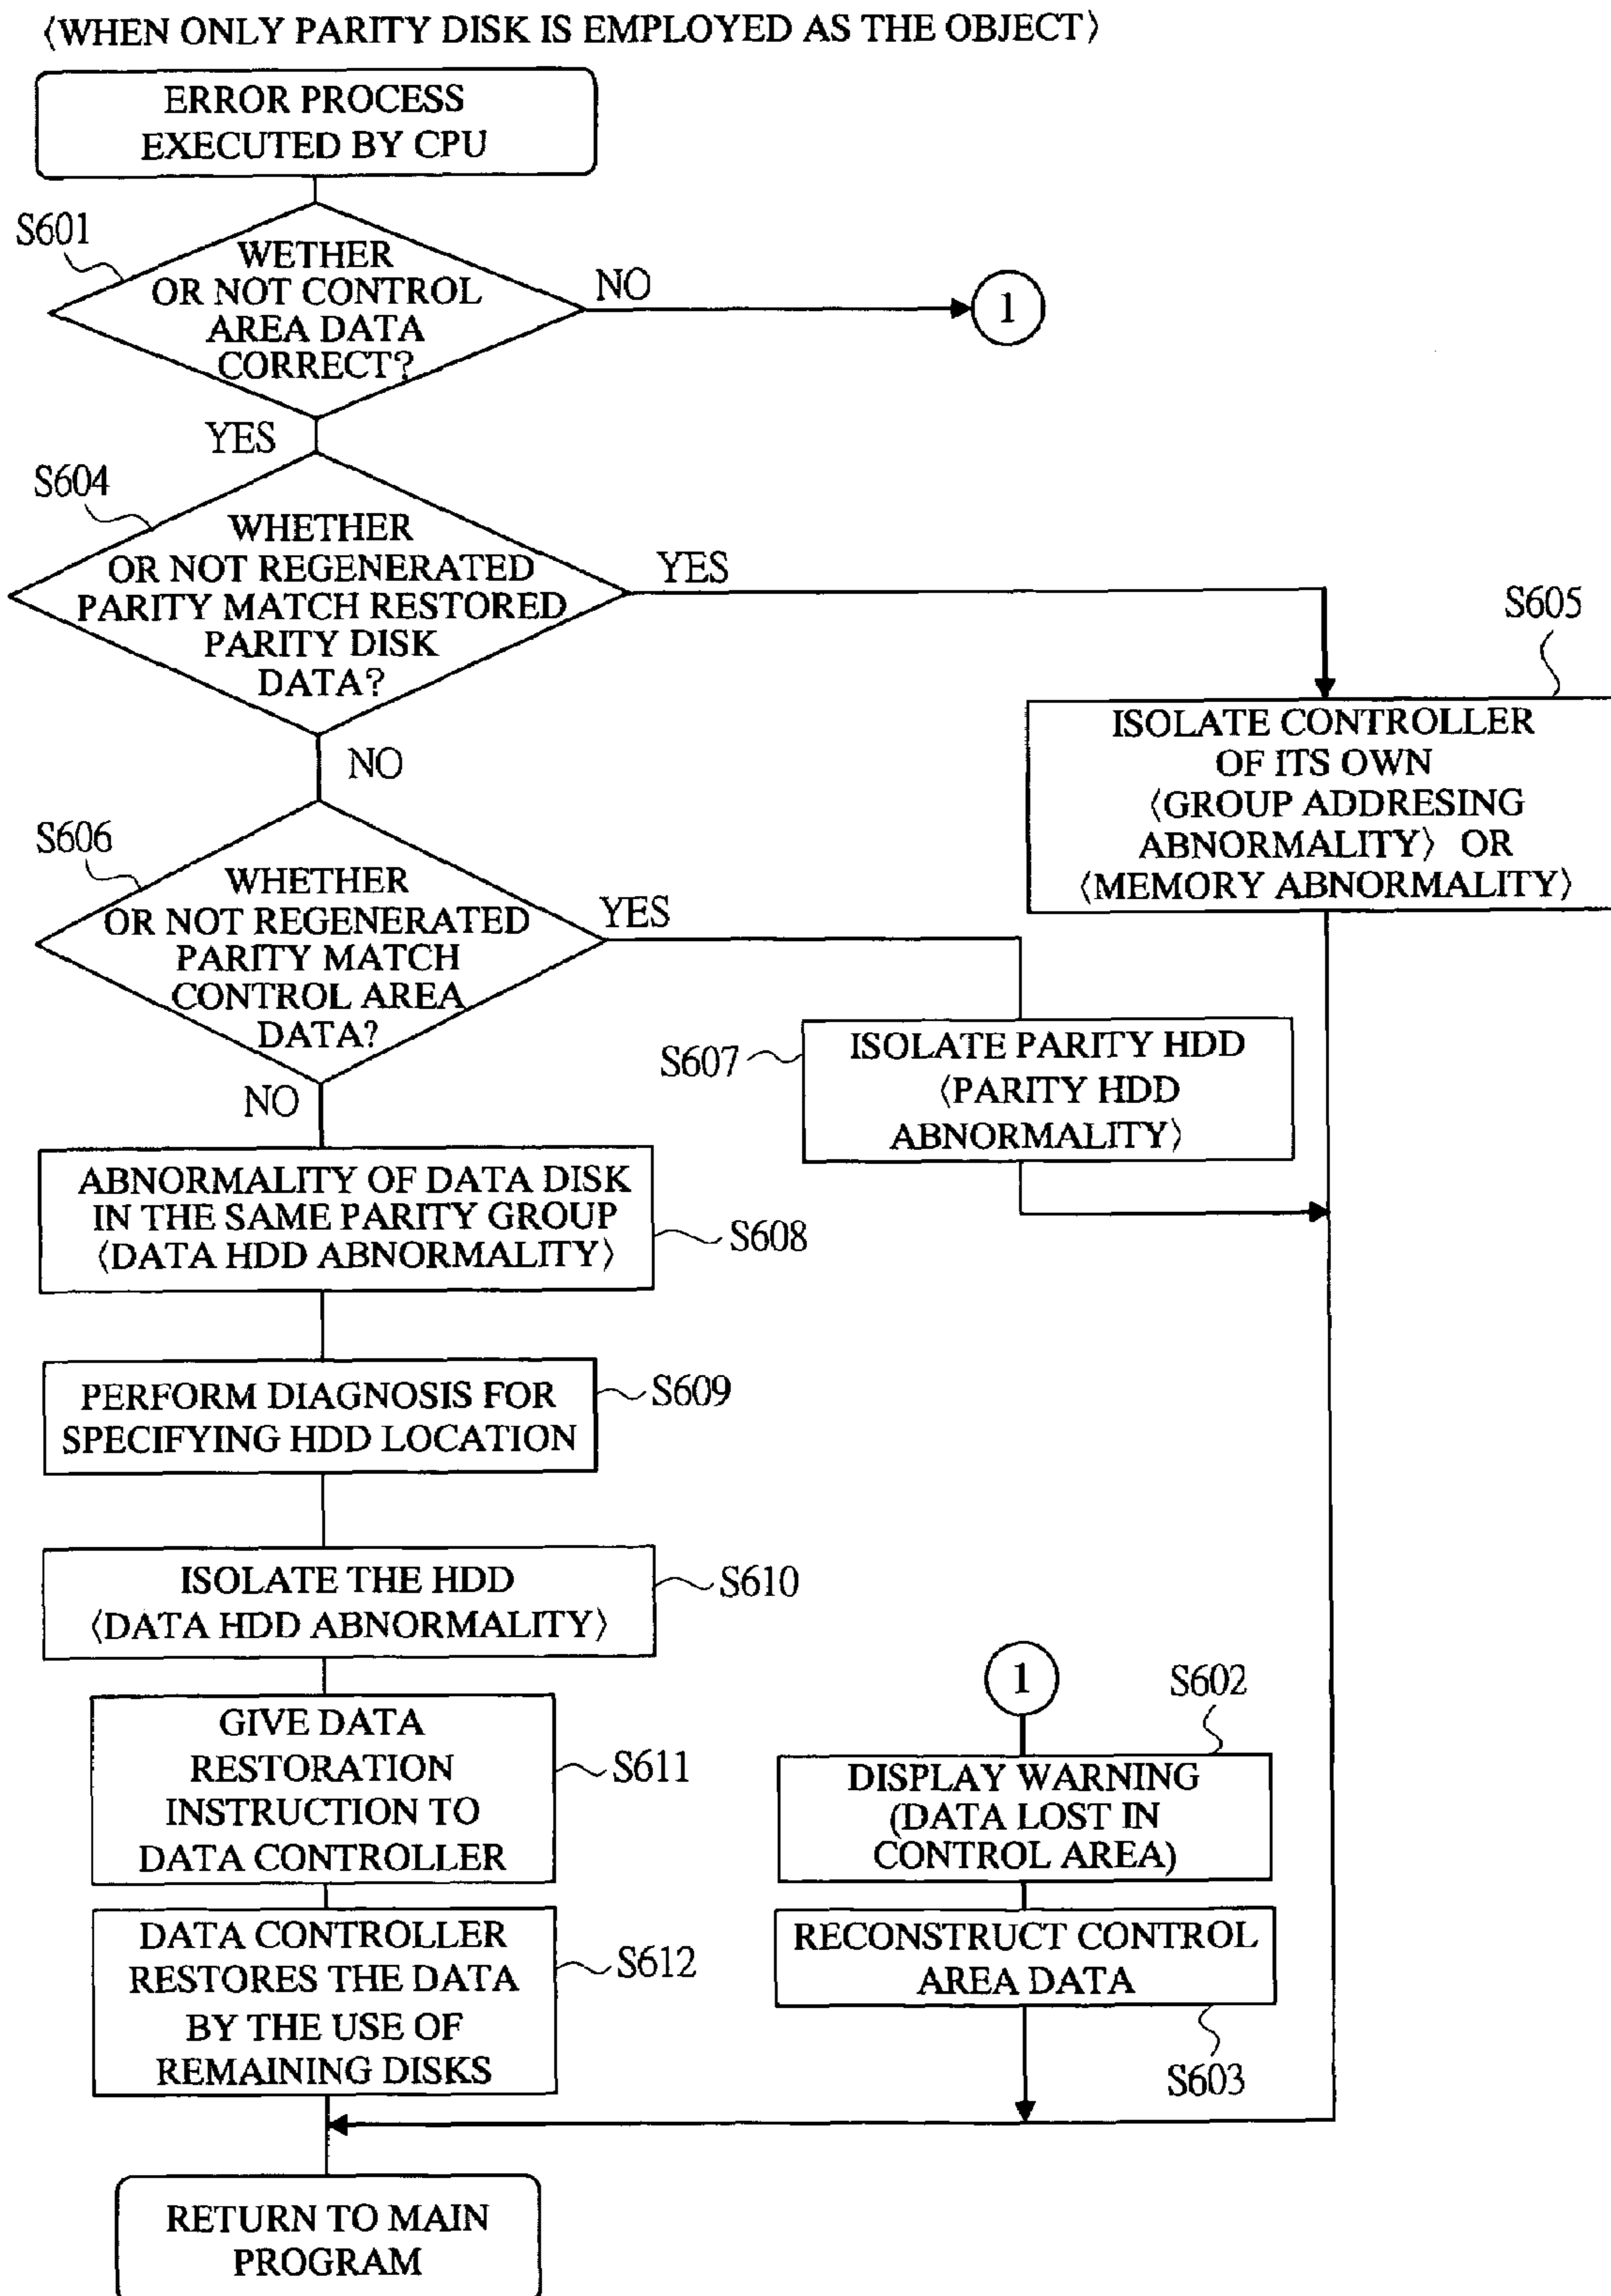 〈WHEN ONLY PARITY DISK IS EMPLOYED AS THE OBJECT〉
ERROR PROCESS
EXECUTED BY CPU
S601
WETHER
OR NOT CONTROL
AREA DATA
CORRECT?
NO
1
YES
S604
WHETHER
OR NOT REGENERATED
PARITY MATCH RESTORED
PARITY DISK
DATA?
YES
S605
ISOLATE CONTROLLER
OF ITS OWN
〈GROUP ADDRESING
ABNORMALITY〉 OR
〈MEMORY ABNORMALITY〉
NO
S606
WHETHER
OR NOT REGENERATED
PARITY MATCH
CONTROL AREA
DATA?
YES
S607
ISOLATE PARITY HDD
〈PARITY HDD
ABNORMALITY〉
NO
ABNORMALITY OF DATA DISK
IN THE SAME PARITY GROUP
〈DATA HDD ABNORMALITY〉
S608
PERFORM DIAGNOSIS FOR
SPECIFYING HDD LOCATION
S609
ISOLATE THE HDD
〈DATA HDD ABNORMALITY〉
S610
GIVE DATA
RESTORATION
INSTRUCTION TO
DATA CONTROLLER
S611
DATA CONTROLLER
RESTORES THE DATA
BY THE USE OF
REMAINING DISKS
S612
1
S602
DISPLAY WARNING
(DATA LOST IN
CONTROL AREA)
RECONSTRUCT CONTROL
AREA DATA
S603
RETURN TO MAIN
PROGRAM